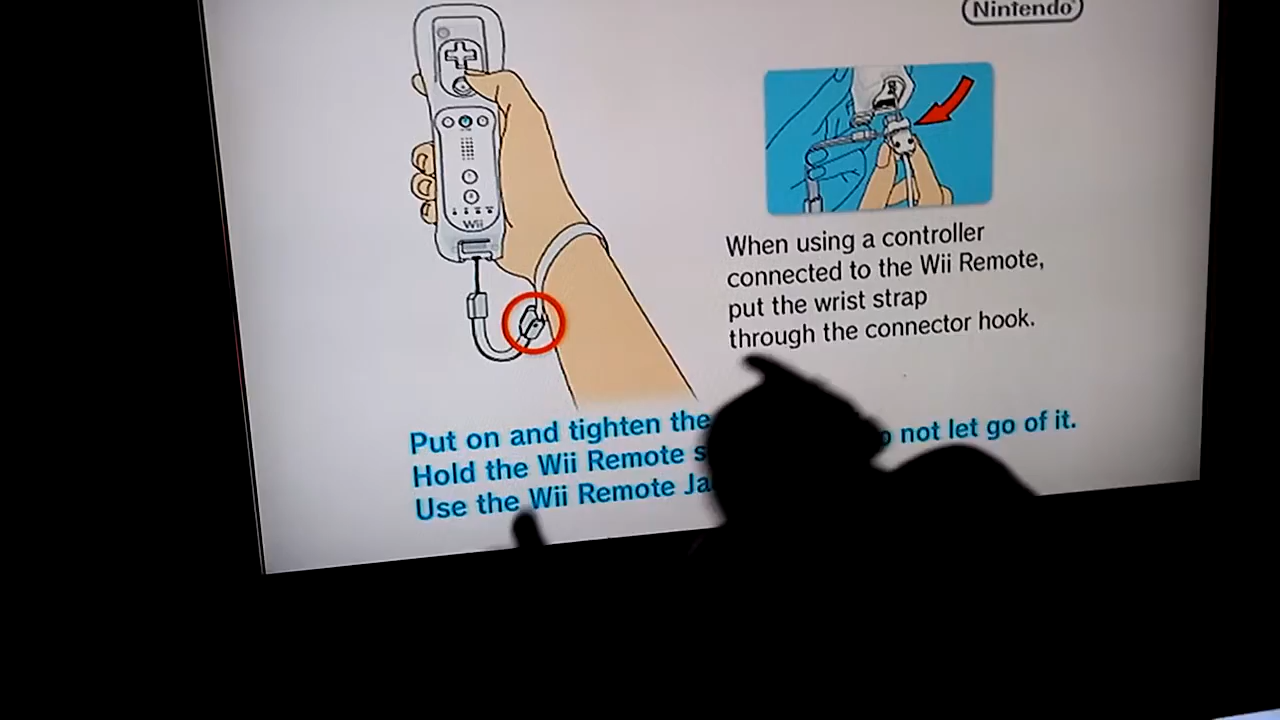 Nintendo
Wii
When using a controller
connected to the Wii Remote,
put the wrist strap
through the connector hook.
Put on and tighten the
Hold the Wii Remote not let go of it.
Use the Wii Remote